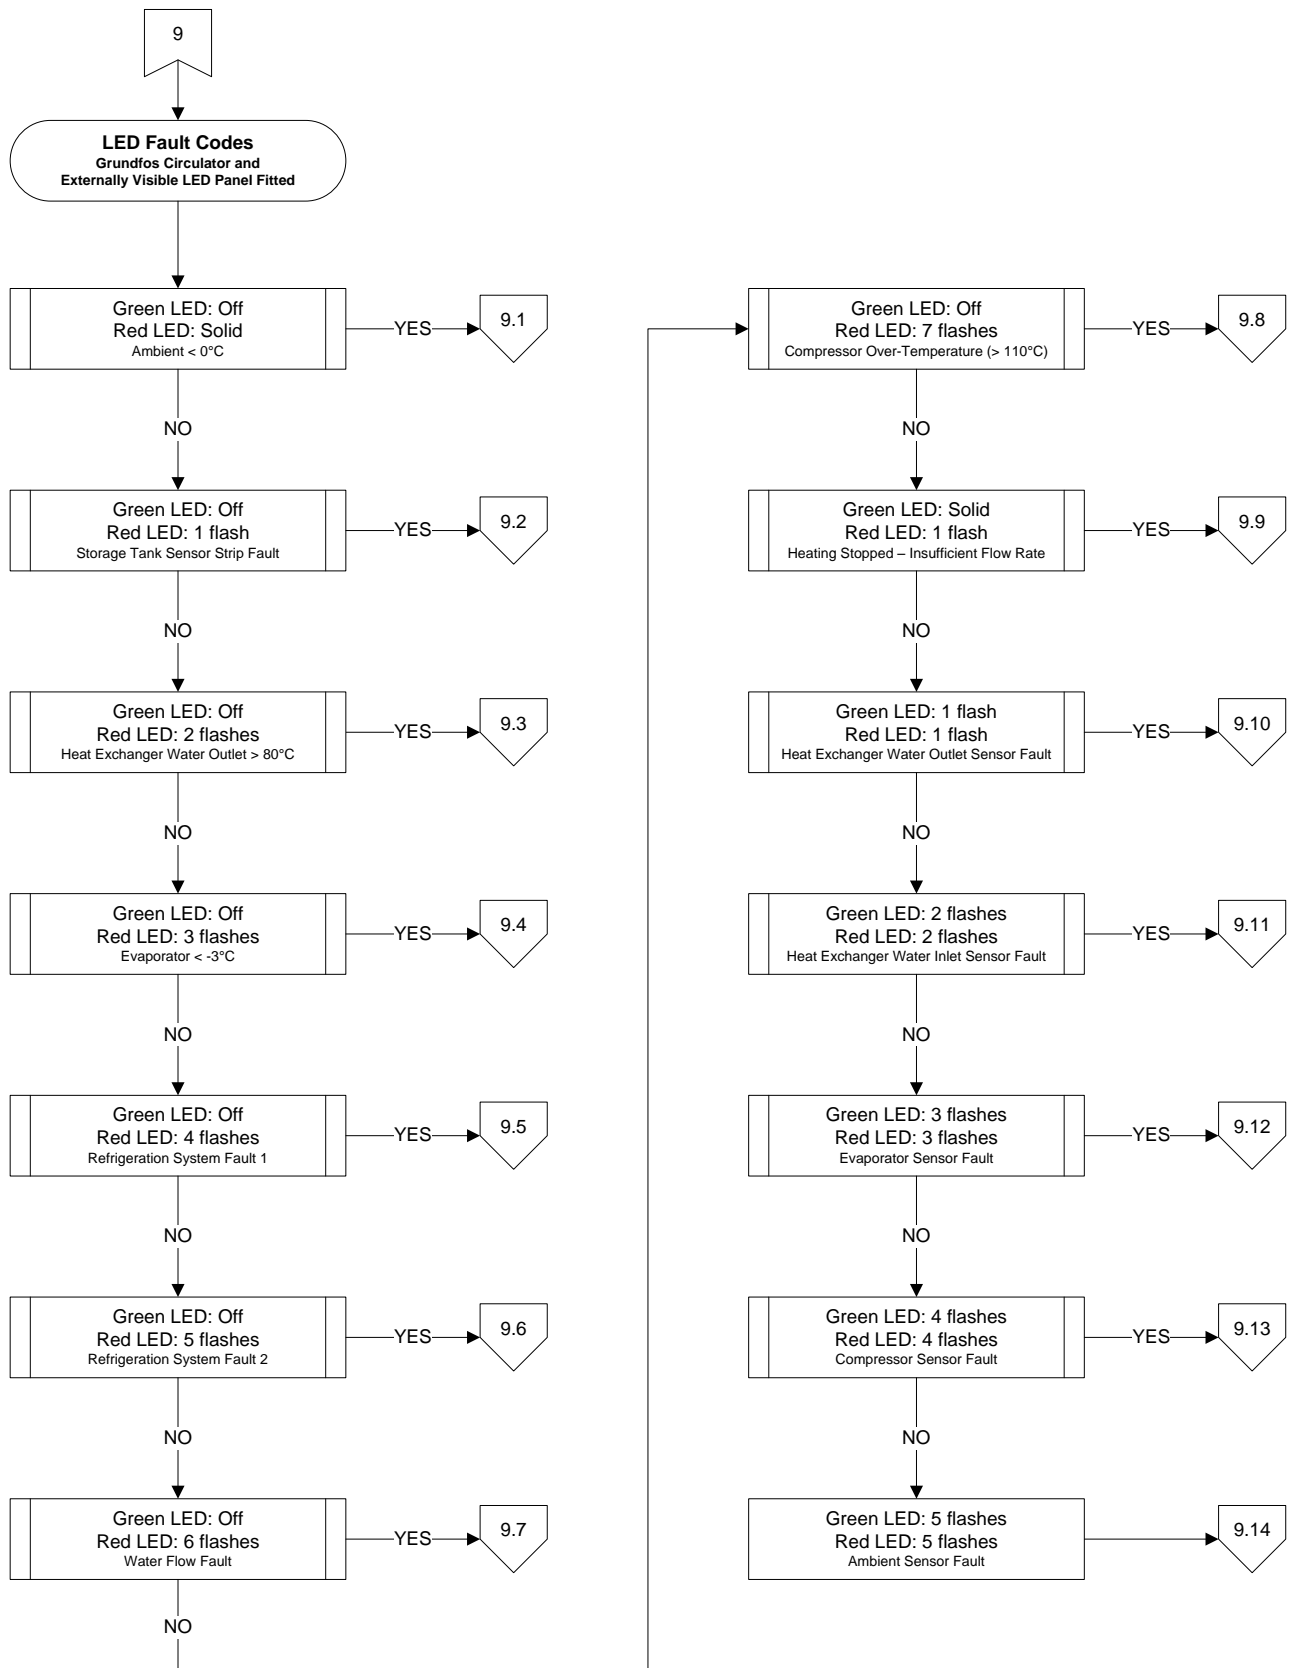 9
LED Fault Codes
Grundfos Circulator and
Externally Visible LED Panel Fitted
Green LED: Off
Red LED: Solid
Ambient < 0°C
YES
9.1
NO
Green LED: Off
Red LED: 1 flash
Storage Tank Sensor Strip Fault
YES
9.2
NO
Green LED: Off
Red LED: 2 flashes
Heat Exchanger Water Outlet > 80°C
YES
9.3
NO
Green LED: Off
Red LED: 3 flashes
Evaporator < -3°C
YES
9.4
NO
Green LED: Off
Red LED: 4 flashes
Refrigeration System Fault 1
YES
9.5
NO
Green LED: Off
Red LED: 5 flashes
Refrigeration System Fault 2
YES
9.6
NO
Green LED: Off
Red LED: 6 flashes
Water Flow Fault
YES
9.7
NO
Green LED: Off
Red LED: 7 flashes
Compressor Over-Temperature (> 110°C)
YES
9.8
NO
Green LED: Solid
Red LED: 1 flash
Heating Stopped – Insufficient Flow Rate
YES
9.9
NO
Green LED: 1 flash
Red LED: 1 flash
Heat Exchanger Water Outlet Sensor Fault
YES
9.10
NO
Green LED: 2 flashes
Red LED: 2 flashes
Heat Exchanger Water Inlet Sensor Fault
YES
9.11
NO
Green LED: 3 flashes
Red LED: 3 flashes
Evaporator Sensor Fault
YES
9.12
NO
Green LED: 4 flashes
Red LED: 4 flashes
Compressor Sensor Fault
YES
9.13
NO
Green LED: 5 flashes
Red LED: 5 flashes
Ambient Sensor Fault
9.14